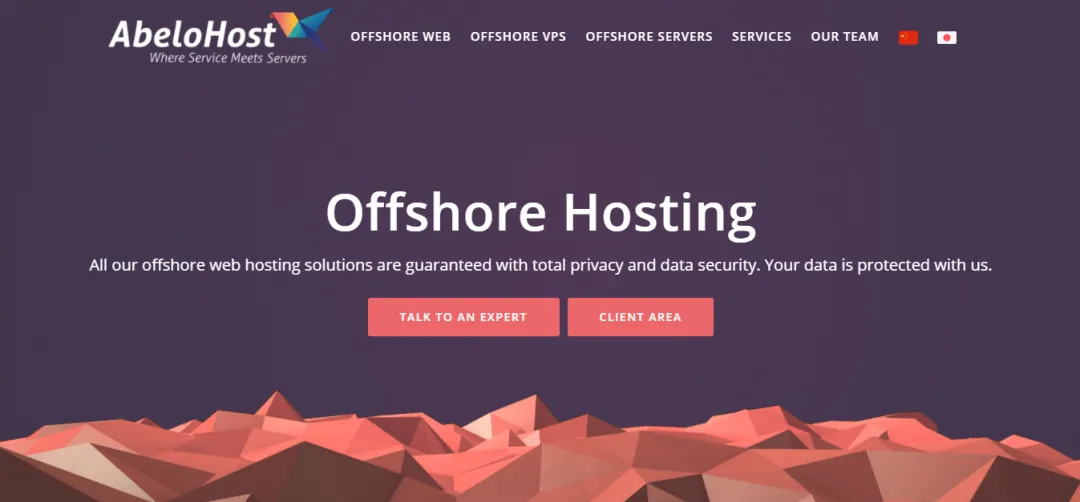 AbeloHost
Where Service Meets Servers
OFFSHORE WEB
OFFSHORE VPS
OFFSHORE SERVERS
SERVICES
OUR TEAM
Offshore Hosting
All our offshore web hosting solutions are guaranteed with total privacy and data security. Your data is protected with us.
TALK TO AN EXPERT
CLIENT AREA